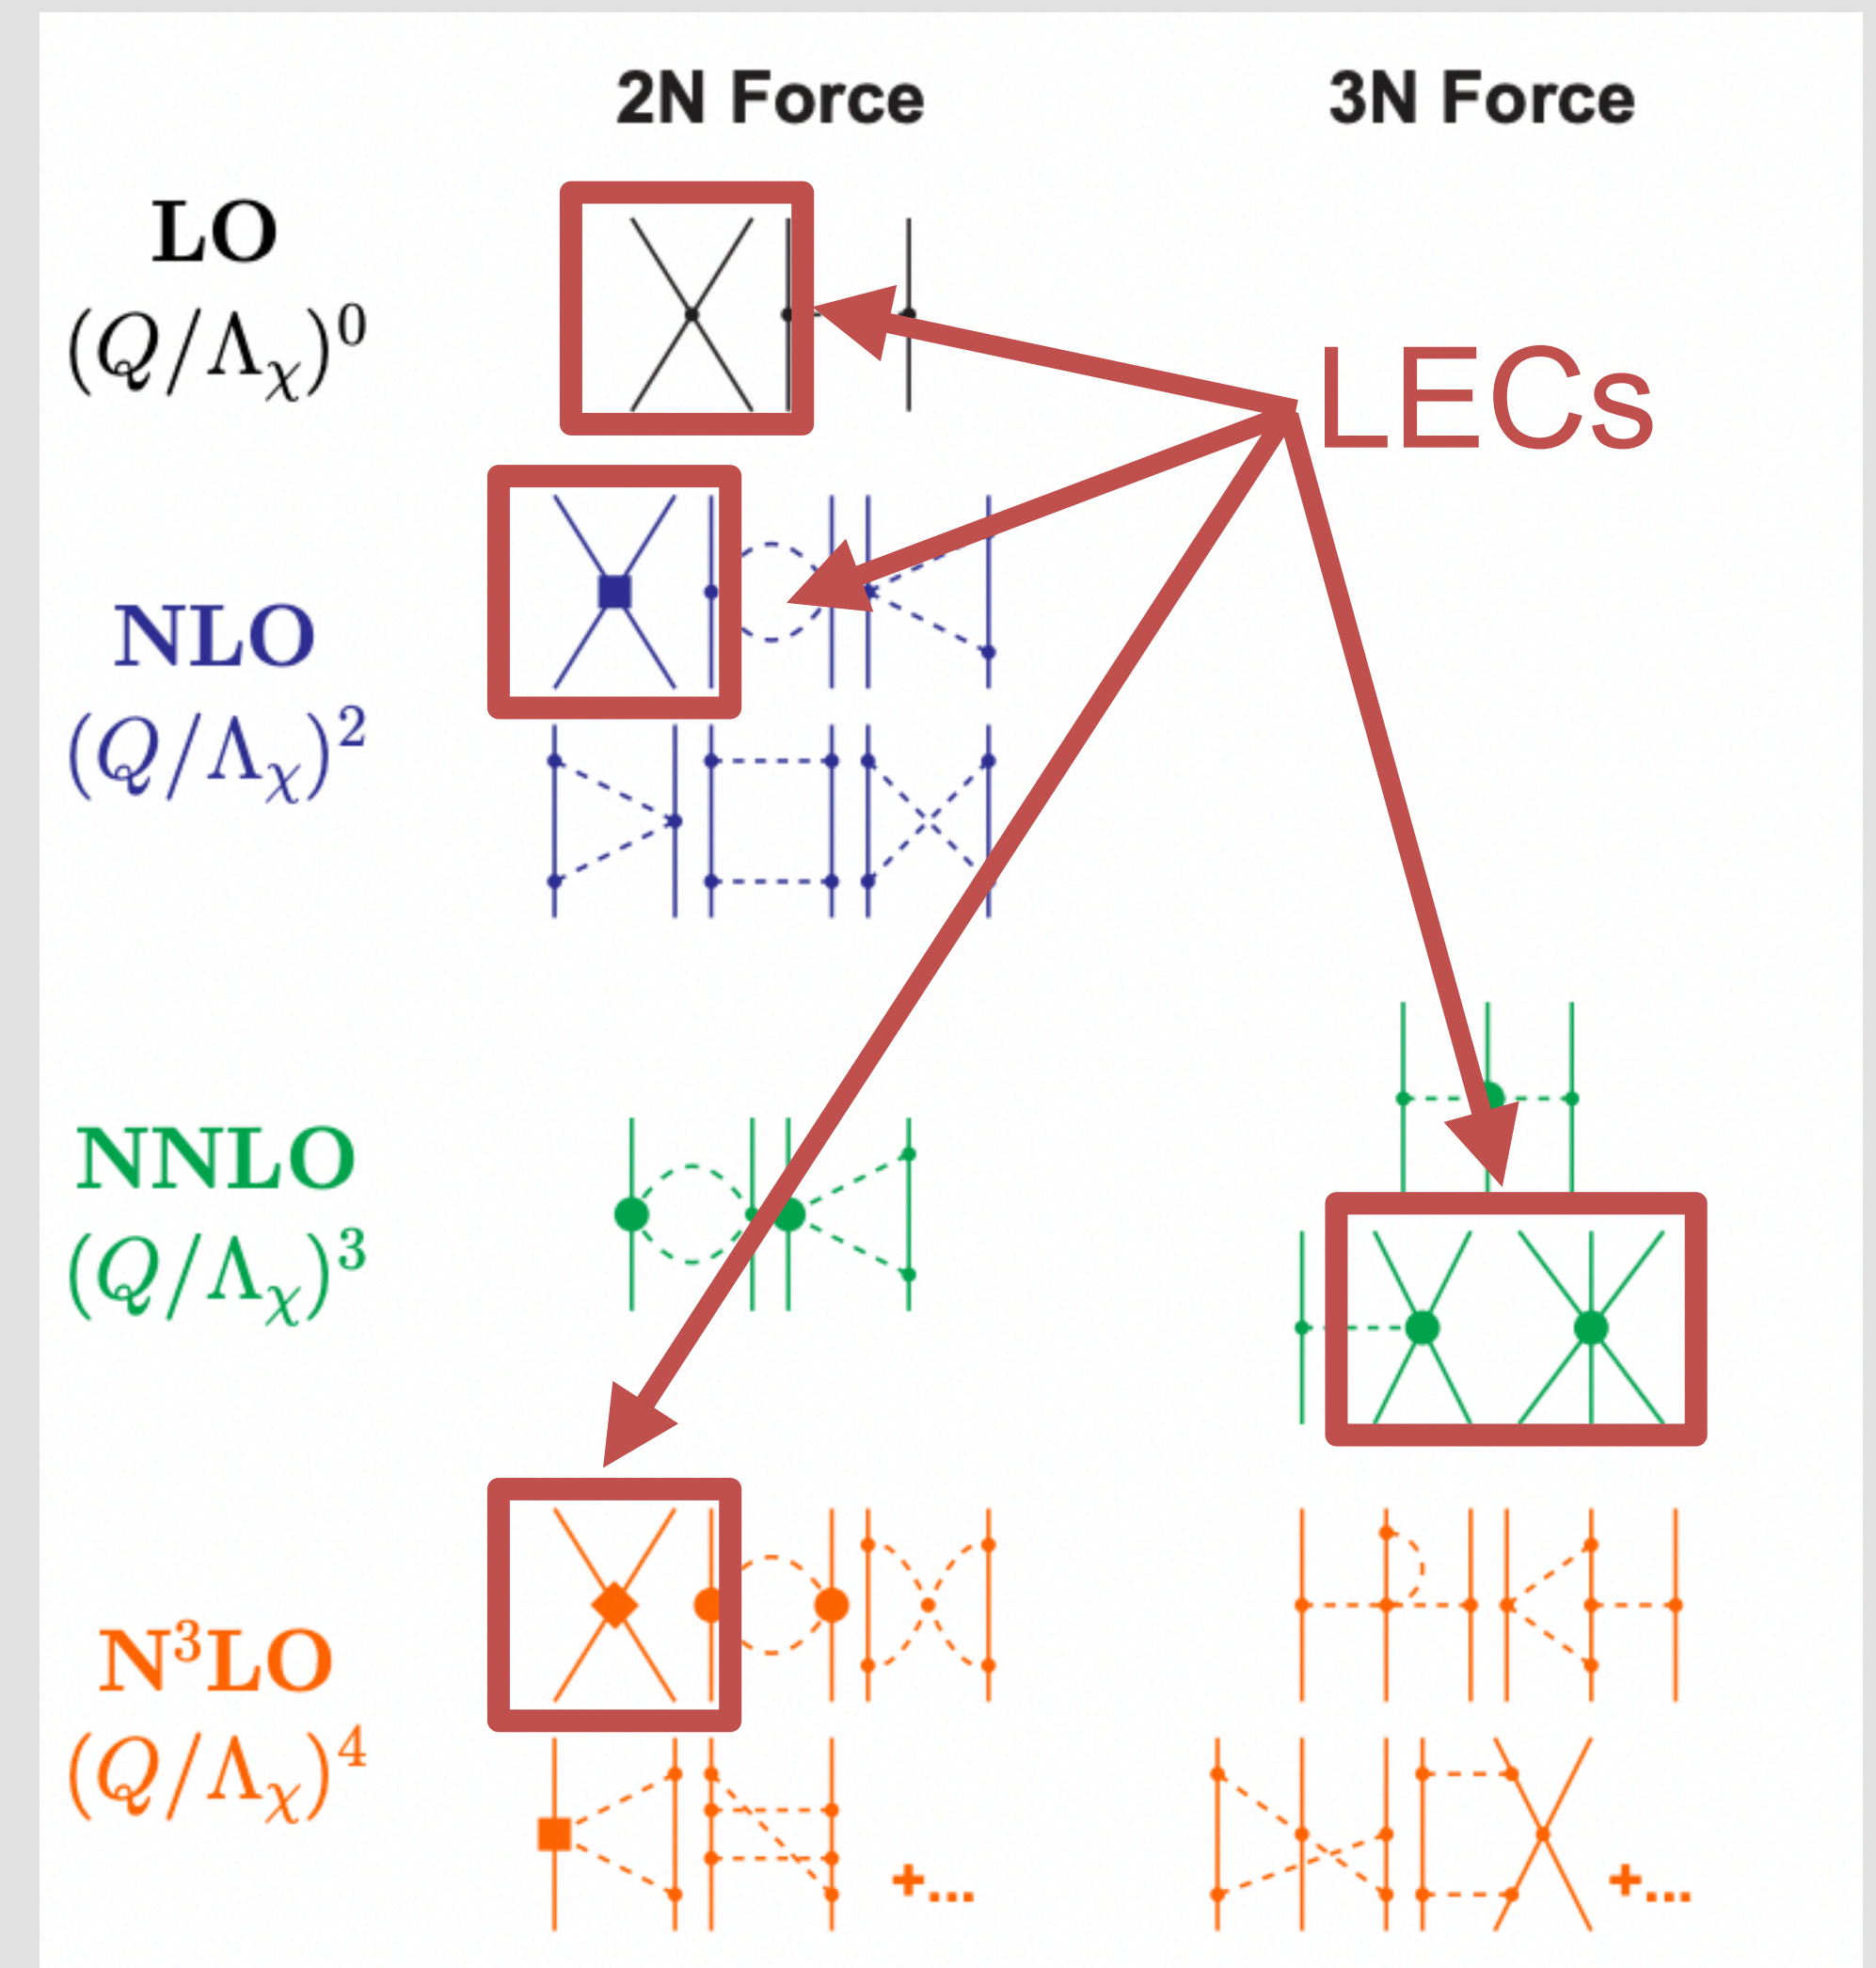 2N Force 3N Force
LO
(Q/Λχ)⁰
LECs
NLO
(Q/Λχ)²
NNLO
(Q/Λχ)³
N³LO
(Q/Λχ)⁴
+...
+...